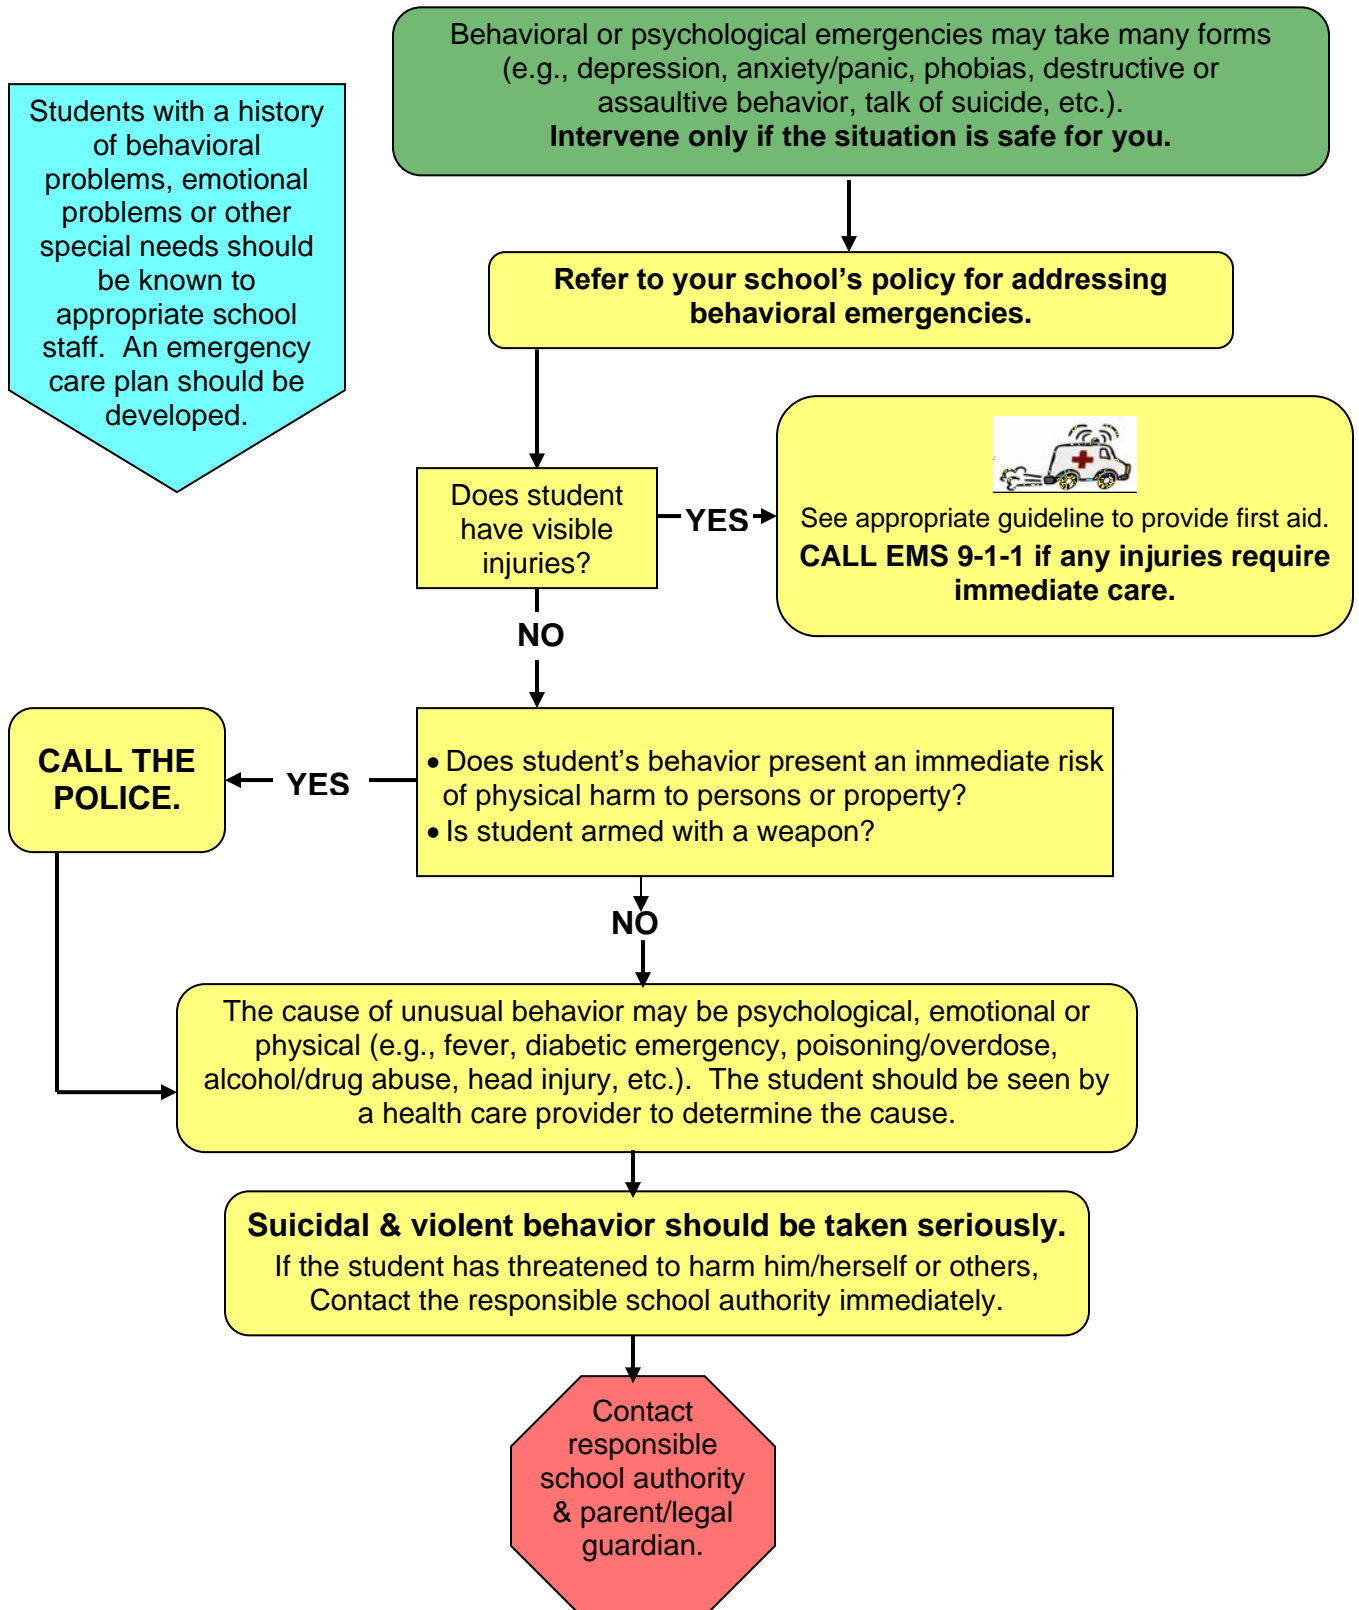 Behavioral or psychological emergencies may take many forms
(e.g., depression, anxiety/panic, phobias, destructive or
assaultive behavior, talk of suicide, etc.).
Intervene only if the situation is safe for you.
Students with a history
of behavioral
problems, emotional
problems or other
special needs should
be known to
appropriate school
staff.  An emergency
care plan should be
developed.
Refer to your school’s policy for addressing
behavioral emergencies.
Does student
have visible
injuries?
YES
See appropriate guideline to provide first aid.
CALL EMS 9-1-1 if any injuries require
immediate care.
NO
• Does student’s behavior present an immediate risk
of physical harm to persons or property?
• Is student armed with a weapon?
YES
CALL THE
POLICE.
NO
The cause of unusual behavior may be psychological, emotional or
physical (e.g., fever, diabetic emergency, poisoning/overdose,
alcohol/drug abuse, head injury, etc.).  The student should be seen by
a health care provider to determine the cause.
Suicidal & violent behavior should be taken seriously.
If the student has threatened to harm him/herself or others,
Contact the responsible school authority immediately.
Contact
responsible
school authority
& parent/legal
guardian.